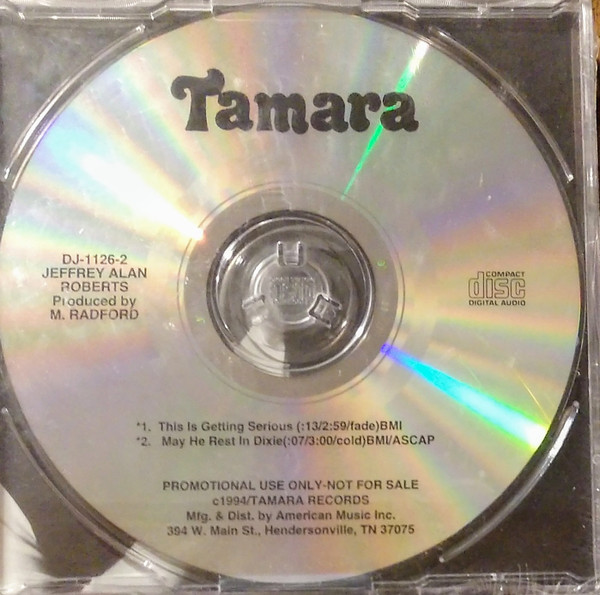 Tamara
DJ-1126-2
JEFFREY ALAN
ROBERTS
Produced by
M. RADFORD
COMPACT
disc
DIGITAL AUDIO
*1. This Is Getting Serious (:13/2:59/fade)BMI
*2. May He Rest In Dixie(:07/3:00/cold)BMI/ASCAP
PROMOTIONAL USE ONLY-NOT FOR SALE
c1994/TAMARA RECORDS
Mfg. & Dist. by American Music Inc.
394 W. Main St., Hendersonville, TN 37075